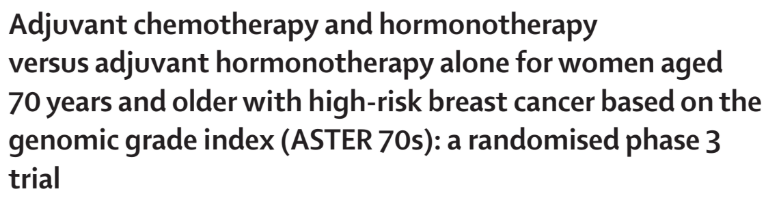 Adjuvant chemotherapy and hormonotherapy
versus adjuvant hormonotherapy alone for women aged
70 years and older with high-risk breast cancer based on the
genomic grade index (ASTER 70s): a randomised phase 3
trial